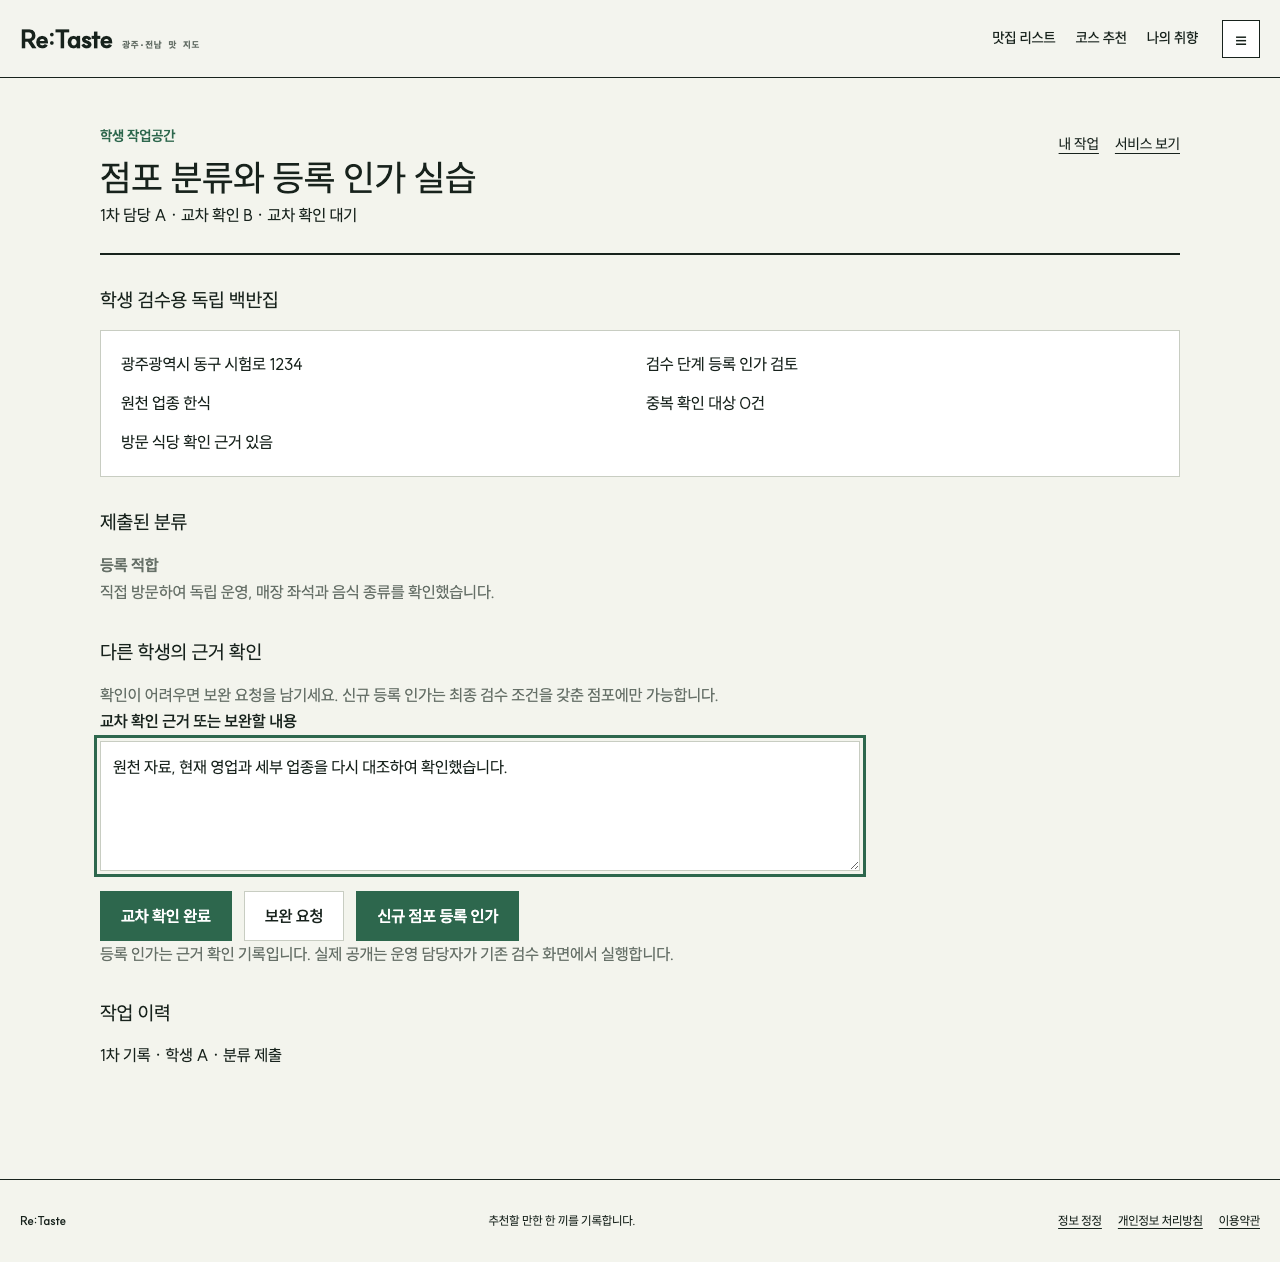 Re:Taste 광주·전남 맛 지도
맛집 리스트 코스 추천 나의 취향
학생 작업공간
내 작업 서비스 보기
점포 분류와 등록 인가 실습
1차 담당 A · 교차 확인 B · 교차 확인 대기
학생 검수용 독립 백반집
광주광역시 동구 시험로 1234
검수 단계 등록 인가 검토
원천 업종 한식
중복 확인 대상 0건
방문 식당 확인 근거 있음
제출된 분류
등록 적합
직접 방문하여 독립 운영, 매장 좌석과 음식 종류를 확인했습니다.
다른 학생의 근거 확인
확인이 어려우면 보완 요청을 남기세요. 신규 등록 인가는 최종 검수 조건을 갖춘 점포에만 가능합니다.
교차 확인 근거 또는 보완할 내용
원천 자료, 현재 영업과 세부 업종을 다시 대조하여 확인했습니다.
교차 확인 완료 보완 요청 신규 점포 등록 인가
등록 인가는 근거 확인 기록입니다. 실제 공개는 운영 담당자가 기존 검수 화면에서 실행합니다.
작업 이력
1차 기록 · 학생 A · 분류 제출
Re:Taste
추천할 만한 한 끼를 기록합니다.
정보 정정 개인정보 처리방침 이용약관